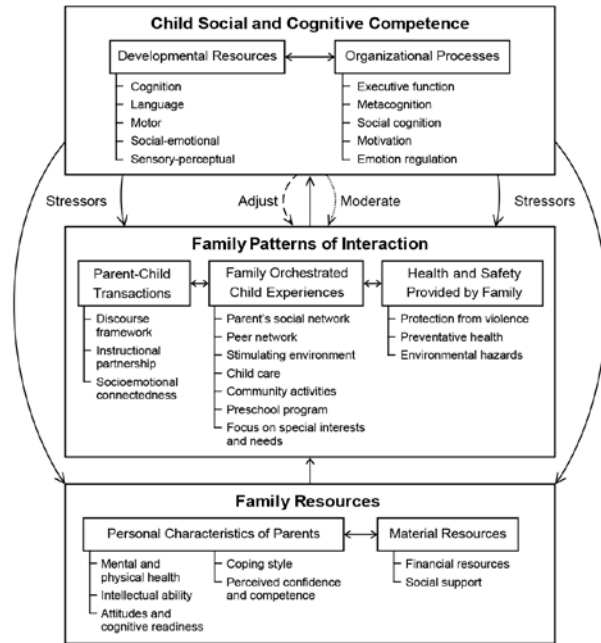 Child Social and Cognitive Competence
Developmental Resources
Cognition
Language
Motor
Social-emotional
Sensory-perceptual
Organizational Processes
Executive function
Metacognition
Social cognition
Motivation
Emotion regulation
Stressors
Adjust
Moderate
Stressors
Family Patterns of Interaction
Parent-Child
Transactions
Discourse
framework
Instructional
partnership
Socioemotional
connectedness
Family Orchestrated
Child Experiences
Parent's social network
Peer network
Stimulating environment
Child care
Community activities
Preschool program
Focus on special interests
and needs
Health and Safety
Provided by Family
Protection from violence
Preventative health
Environmental hazards
Family Resources
Personal Characteristics of Parents
Mental and
physical health
Intellectual ability
Attitudes and
cognitive readiness
Coping style
Perceived confidence
and competence
Material Resources
Financial resources
Social support